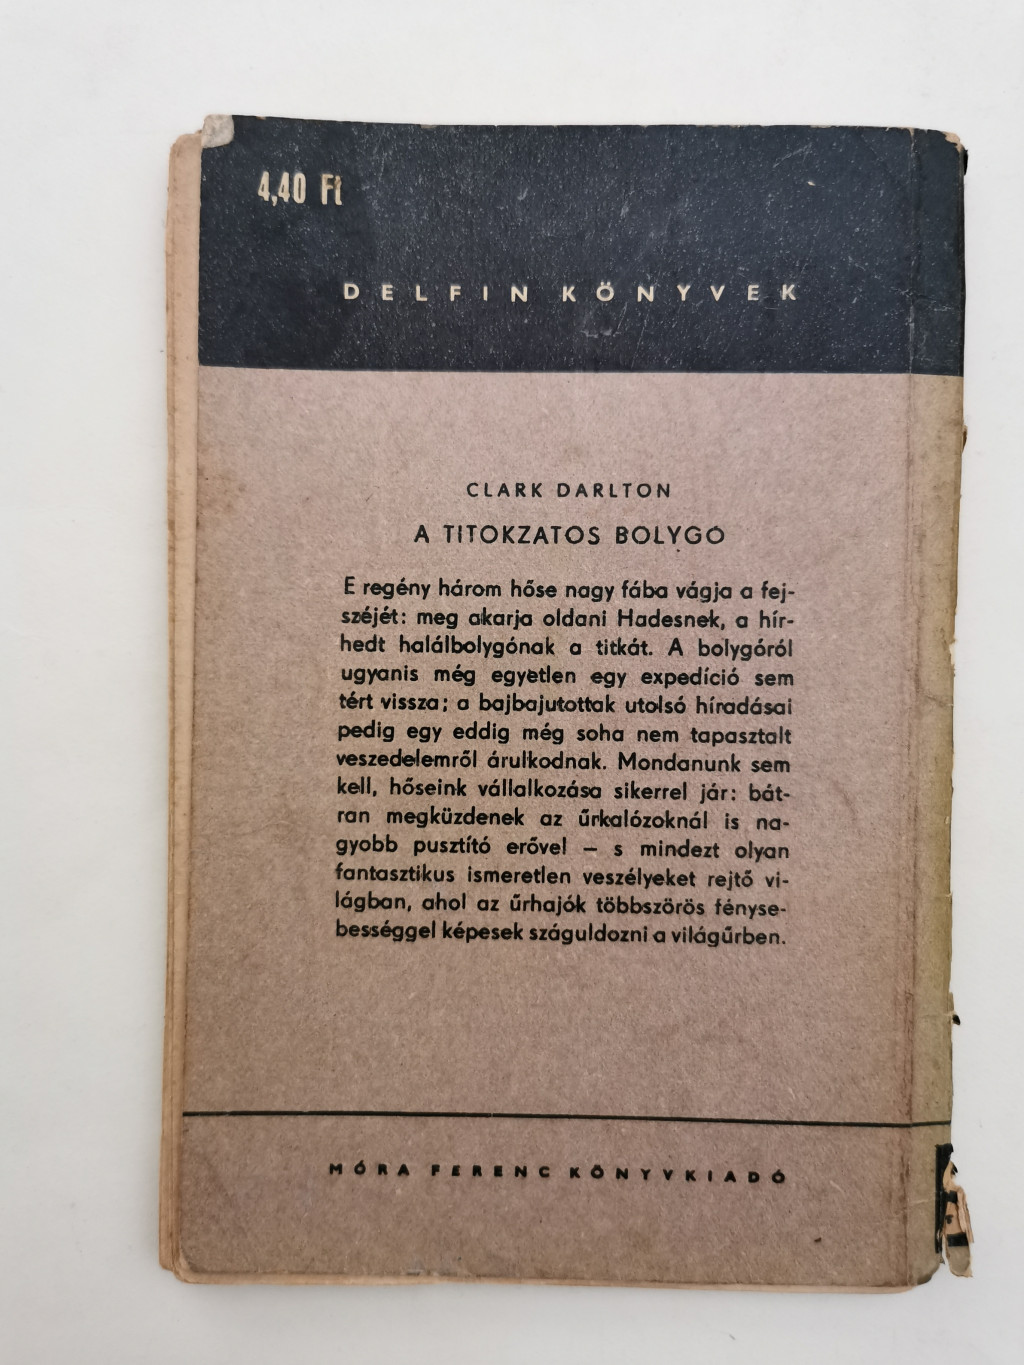 4,40 Ft
DELFIN KÖNYVEK
CLARK DARLTON
A TITOKZATOS BOLYGÓ
E regény három hőse nagy fába vágja a fej-
széjét: meg akarja oldani Hadesnek, a hír-
hedt halálbolygónak a titkát. A bolygóról
ugyanis még egyetlen egy expedíció sem
tért vissza; a bajbajutottak utolsó híradásai
pedig egy eddig még soha nem tapasztalt
veszedelemről árulkodnak. Mondanunk sem
kell, hőseink vállalkozása sikerrel jár: bát-
ran megküzdenek az űrkalózoknál is na-
gyobb pusztító erővel – s mindezt olyan
fantasztikus ismeretlen veszélyeket rejtő vi-
lágban, ahol az űrhajók többszörös fényse-
bességgel képesek száguldozni a világűrben.
MÓRA FERENC KÖNYVKIADÓ